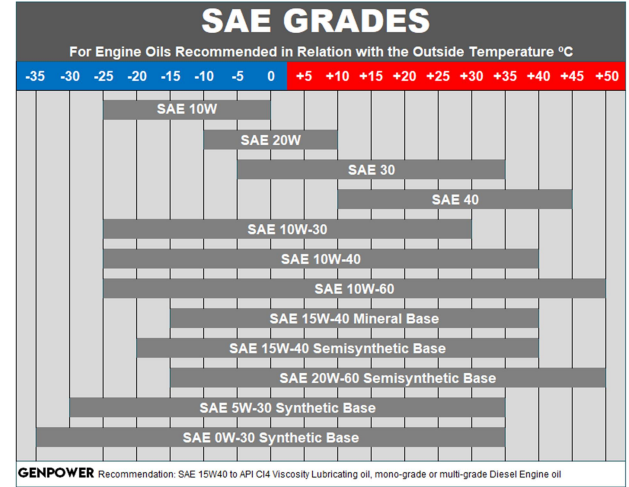 SAE GRADES
For Engine Oils Recommended in Relation with the Outside Temperature ºC
-35 -30 -25 -20 -15 -10 -5 0 +5 +10 +15 +20 +25 +30 +35 +40 +45 +50
SAE 10W
SAE 20W
SAE 30
SAE 40
SAE 10W-30
SAE 10W-40
SAE 10W-60
SAE 15W-40 Mineral Base
SAE 15W-40 Semisynthetic Base
SAE 20W-60 Semisynthetic Base
SAE 5W-30 Synthetic Base
SAE 0W-30 Synthetic Base
GENPOWER Recommendation: SAE 15W40 to API CI4 Viscosity Lubricating oil, mono-grade or multi-grade Diesel Engine oil